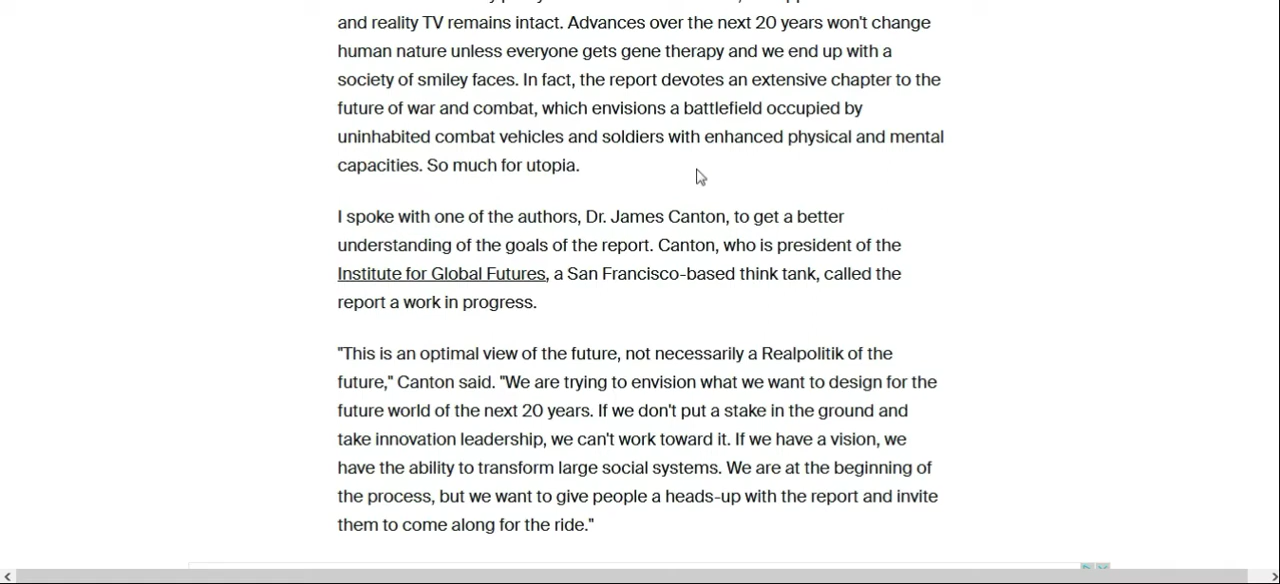 and reality TV remains intact. Advances over the next 20 years won't change
human nature unless everyone gets gene therapy and we end up with a
society of smiley faces. In fact, the report devotes an extensive chapter to the
future of war and combat, which envisions a battlefield occupied by
uninhabited combat vehicles and soldiers with enhanced physical and mental
capacities. So much for utopia.
I spoke with one of the authors, Dr. James Canton, to get a better
understanding of the goals of the report. Canton, who is president of the
Institute for Global Futures, a San Francisco-based think tank, called the
report a work in progress.
"This is an optimal view of the future, not necessarily a Realpolitik of the
future," Canton said. "We are trying to envision what we want to design for the
future world of the next 20 years. If we don't put a stake in the ground and
take innovation leadership, we can't work toward it. If we have a vision, we
have the ability to transform large social systems. We are at the beginning of
the process, but we want to give people a heads-up with the report and invite
them to come along for the ride."